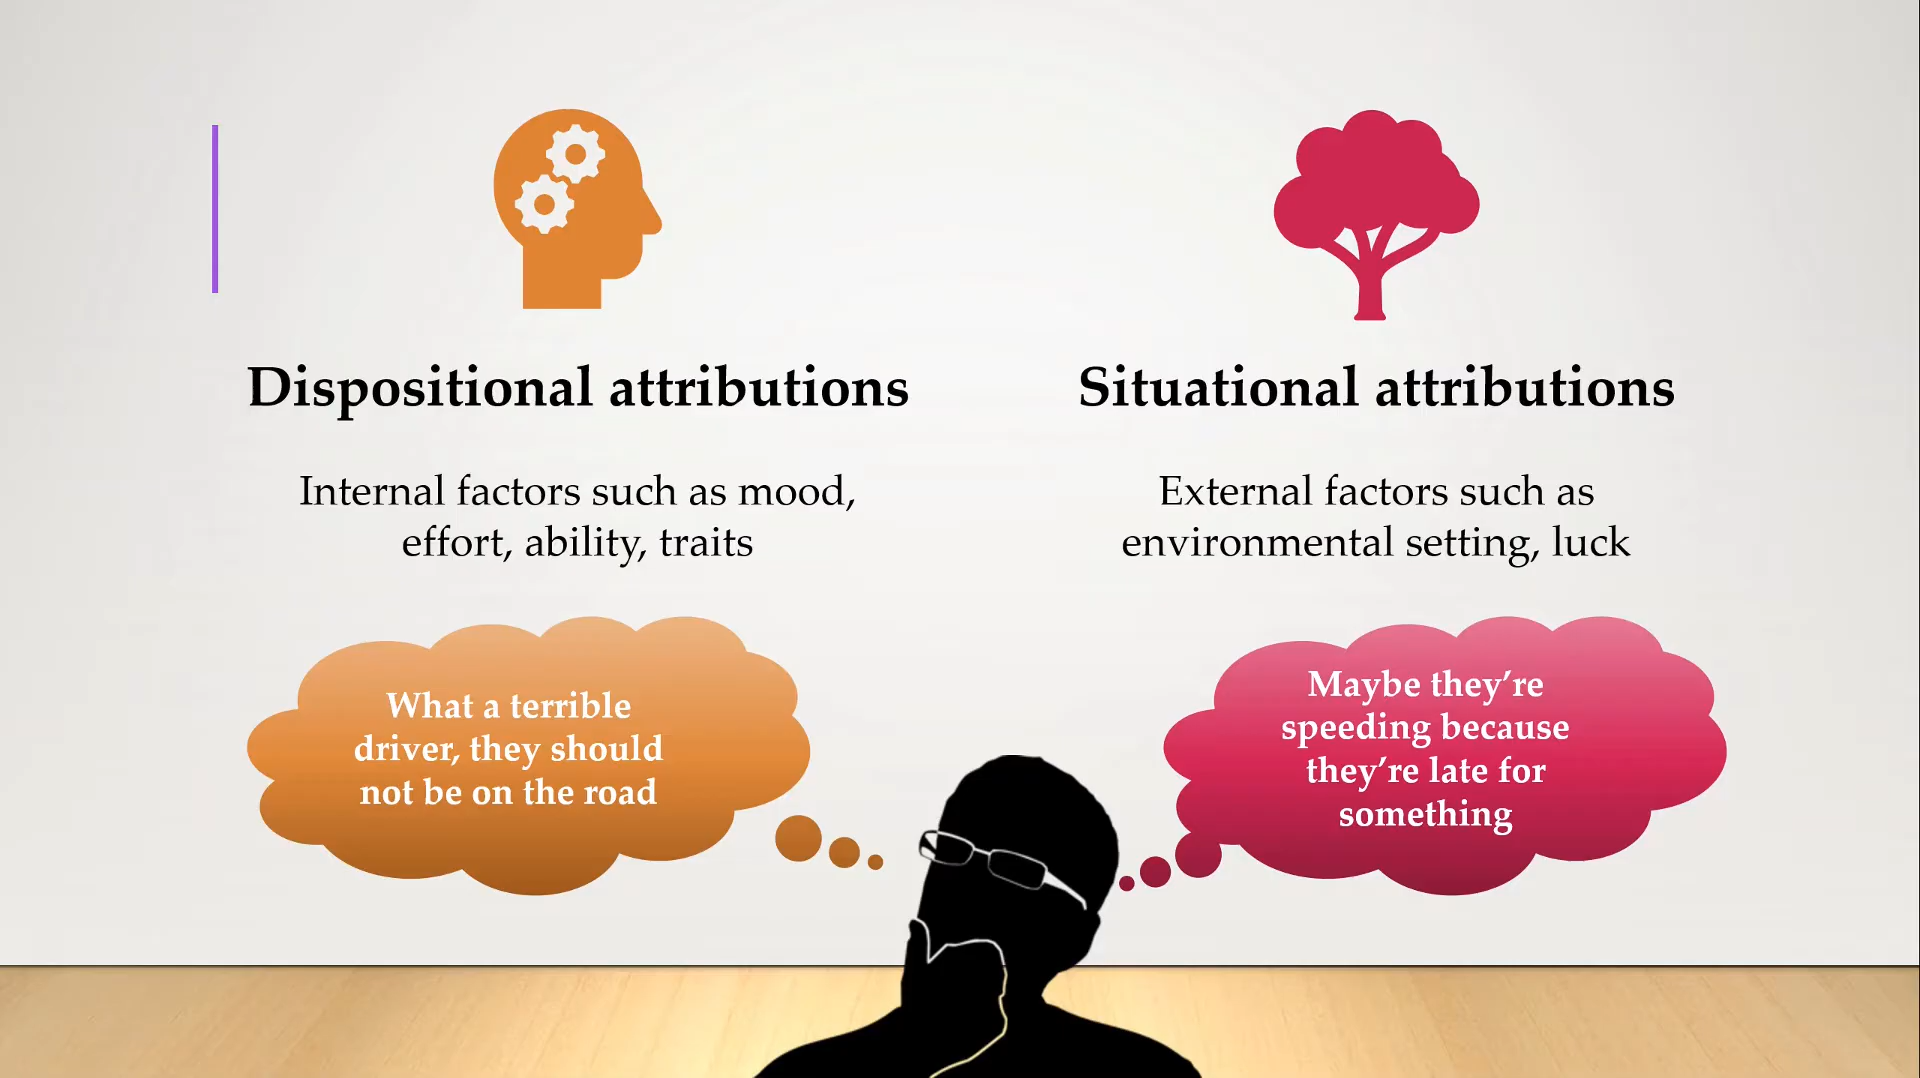 Dispositional attributions
Internal factors such as mood,
effort, ability, traits
What a terrible
driver, they should
not be on the road
Situational attributions
External factors such as
environmental setting, luck
Maybe they’re
speeding because
they’re late for
something